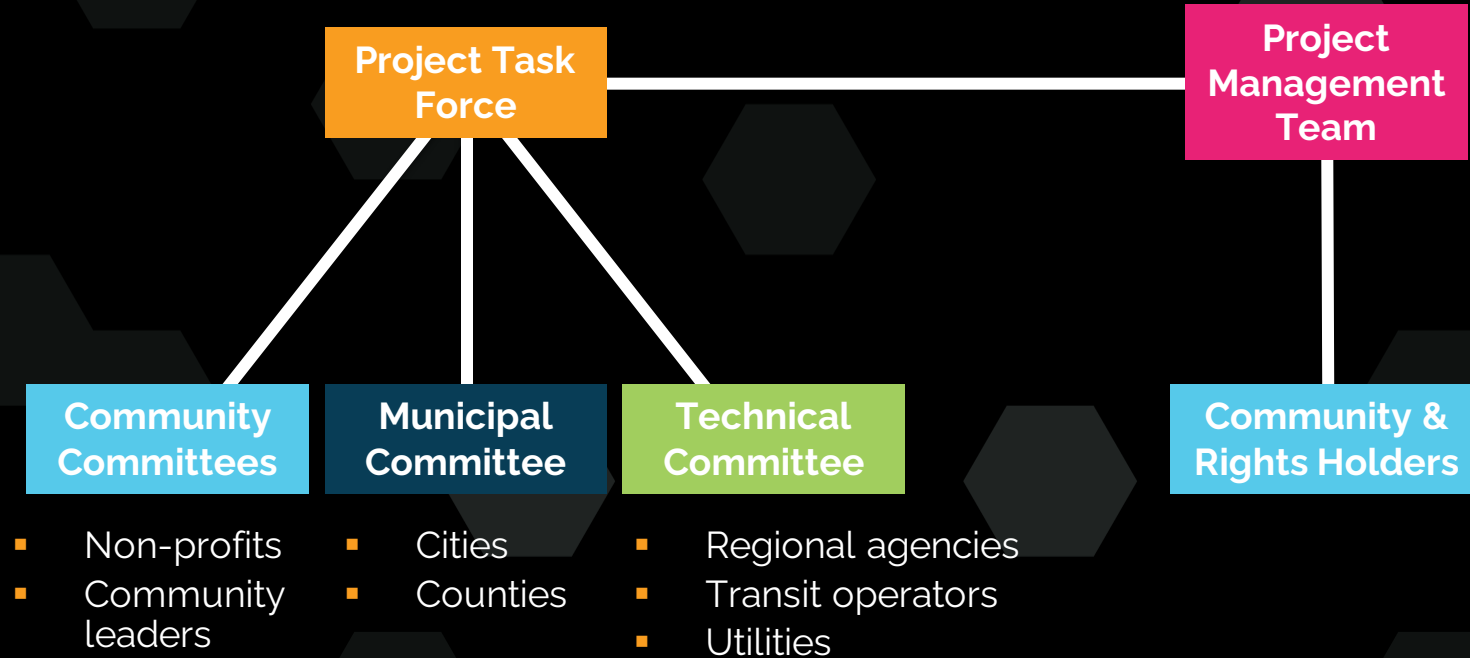 Project Task
Force
Project
Management
Team
Community
Committees
Municipal
Committee
Technical
Committee
Community &
Rights Holders
▪ Non-profits
▪ Community
leaders
▪ Cities
▪ Counties
▪ Regional agencies
▪ Transit operators
▪ Utilities